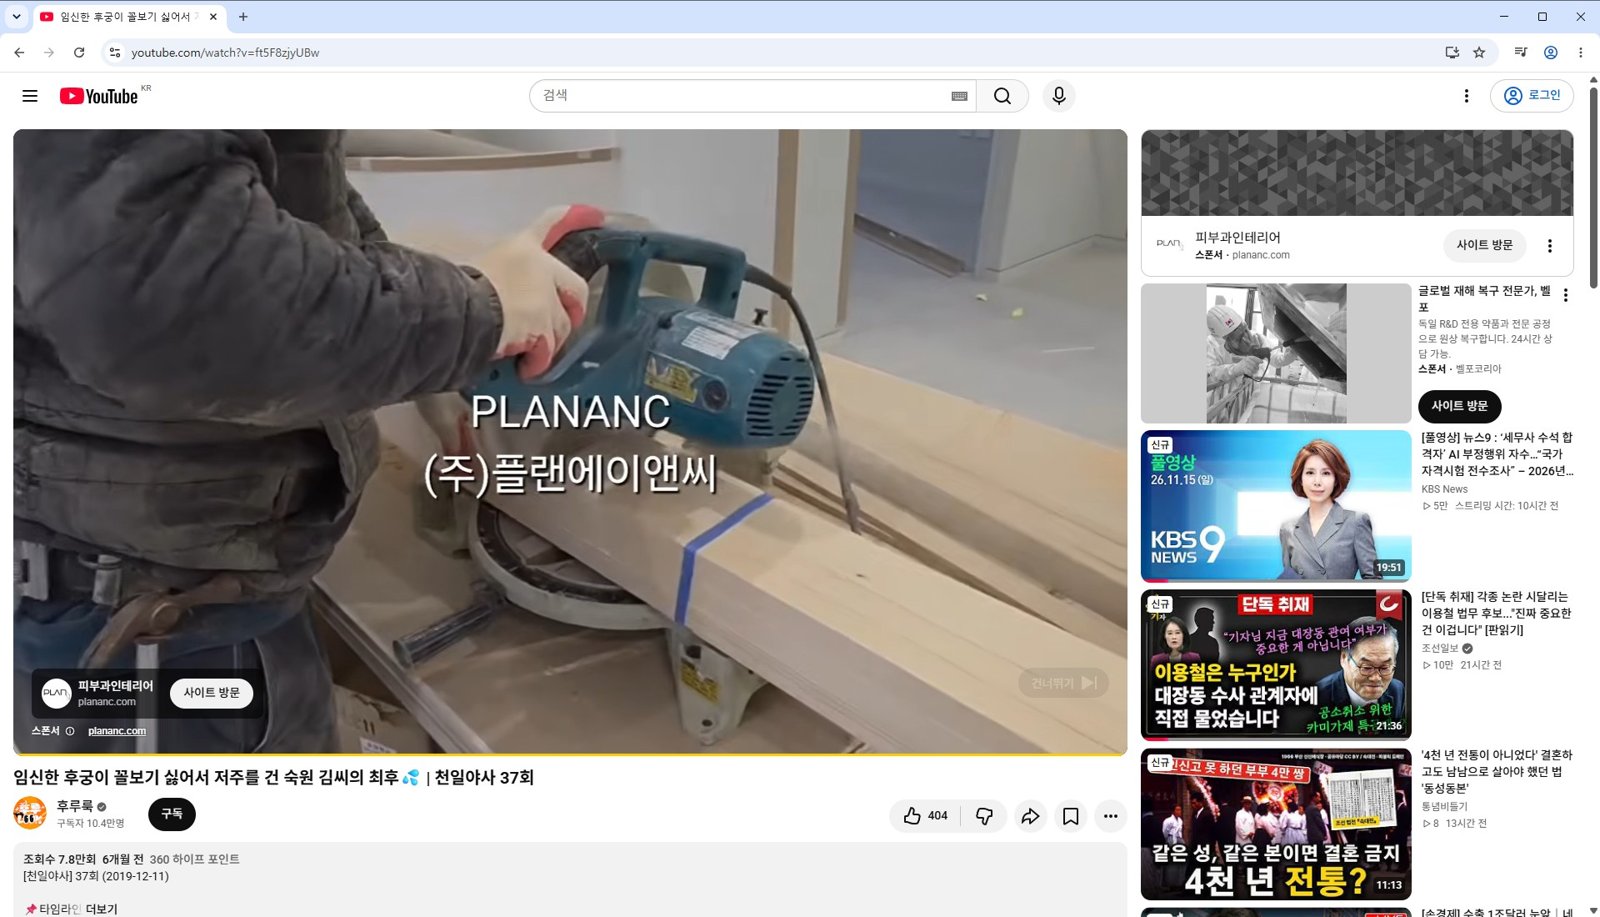 임신한 후궁이 꼴보기 싫어서
youtube.com/watch?v=ft5F8zjyUBw
YouTube KR
검색
로그인
PLANANC
(주)플랜에이앤씨
건너뛰기
PLAN
피부과인테리어
plananc.com
사이트 방문
스폰서
plananc.com
임신한 후궁이 꼴보기 싫어서 저주를 건 숙원 김씨의 최후💦 | 천일야사 37회
후루룩
구독자 10.4만명
구독
404
조회수 7.8만회 6개월 전 360 하이프 포인트
[천일야사] 37회 (2019-12-11)
📌타임라인 더보기
PLAN
피부과인테리어
스폰서 · plananc.com
사이트 방문
글로벌 재해 복구 전문가, 벨
포
독일 R&D 전용 약품과 전문 공정
으로 원상 복구합니다. 24시간 상
담 가능.
스폰서 · 벨포코리아
사이트 방문
신규
풀영상
26.11.15 (일)
KBS
NEWS 9
19:51
[풀영상] 뉴스9 : ‘세무사 수석 합
격자’ AI 부정행위 자수…“국가
자격시험 전수조사” – 2026년...
KBS News
5만 스트리밍 시간: 10시간 전
신규
기자
단독 취재
“기자님 지금 대장동 관여 여부가
중요한 게 아닙니다”
이용철은 누구인가
대장동 수사 관계자에
직접 물었습니다
공소취소 위한
카미가제 특
21:36
[단독 취재] 각종 논란 시달리는
이용철 법무 후보..."진짜 중요한
건 이겁니다" [판읽기]
조선일보
10만 21시간 전
신규
신고 못 하던 부부 4만 쌍
같은 성, 같은 본이면 결혼 금지
4천 년 전통?
11:13
'4천 년 전통이 아니었다' 결혼하
고도 남남으로 살아야 했던 법
'동성동본'
통념비들기
8 13시간 전
[손경제] 수출 1조달러 눈앞 | 네